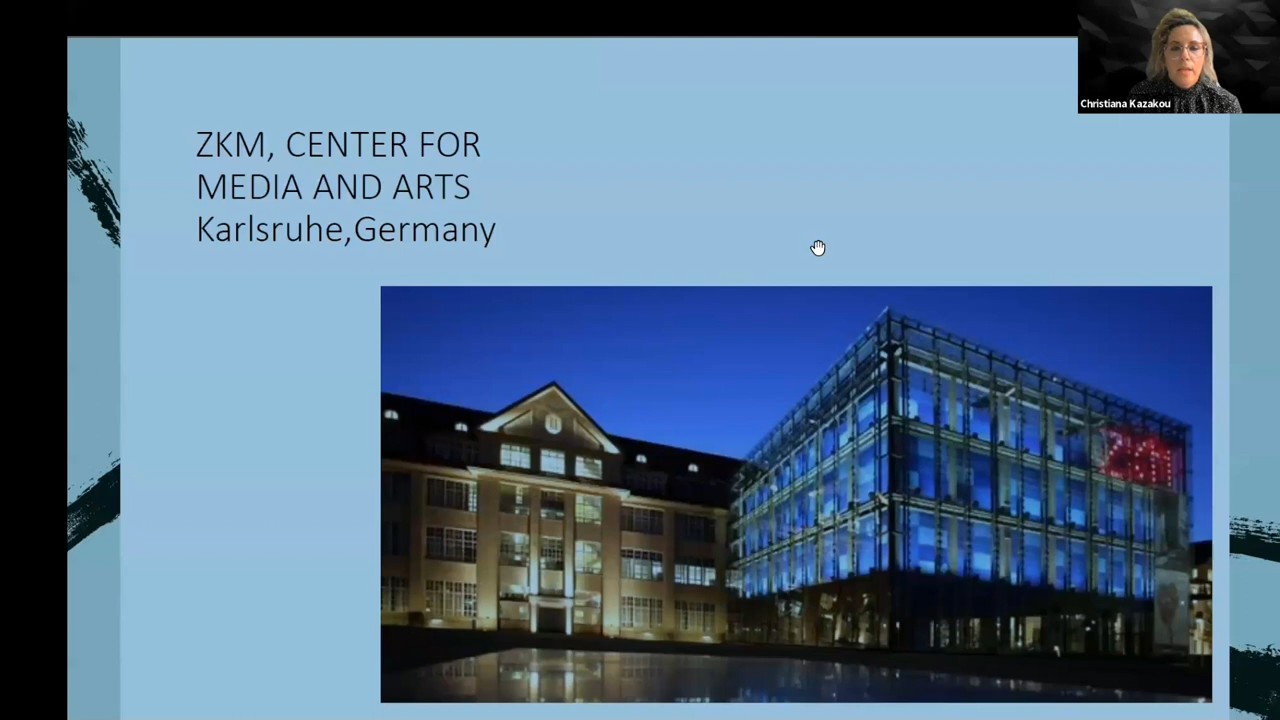 Christiana Kazakou
ZKM, CENTER FOR
MEDIA AND ARTS
Karlsruhe,Germany